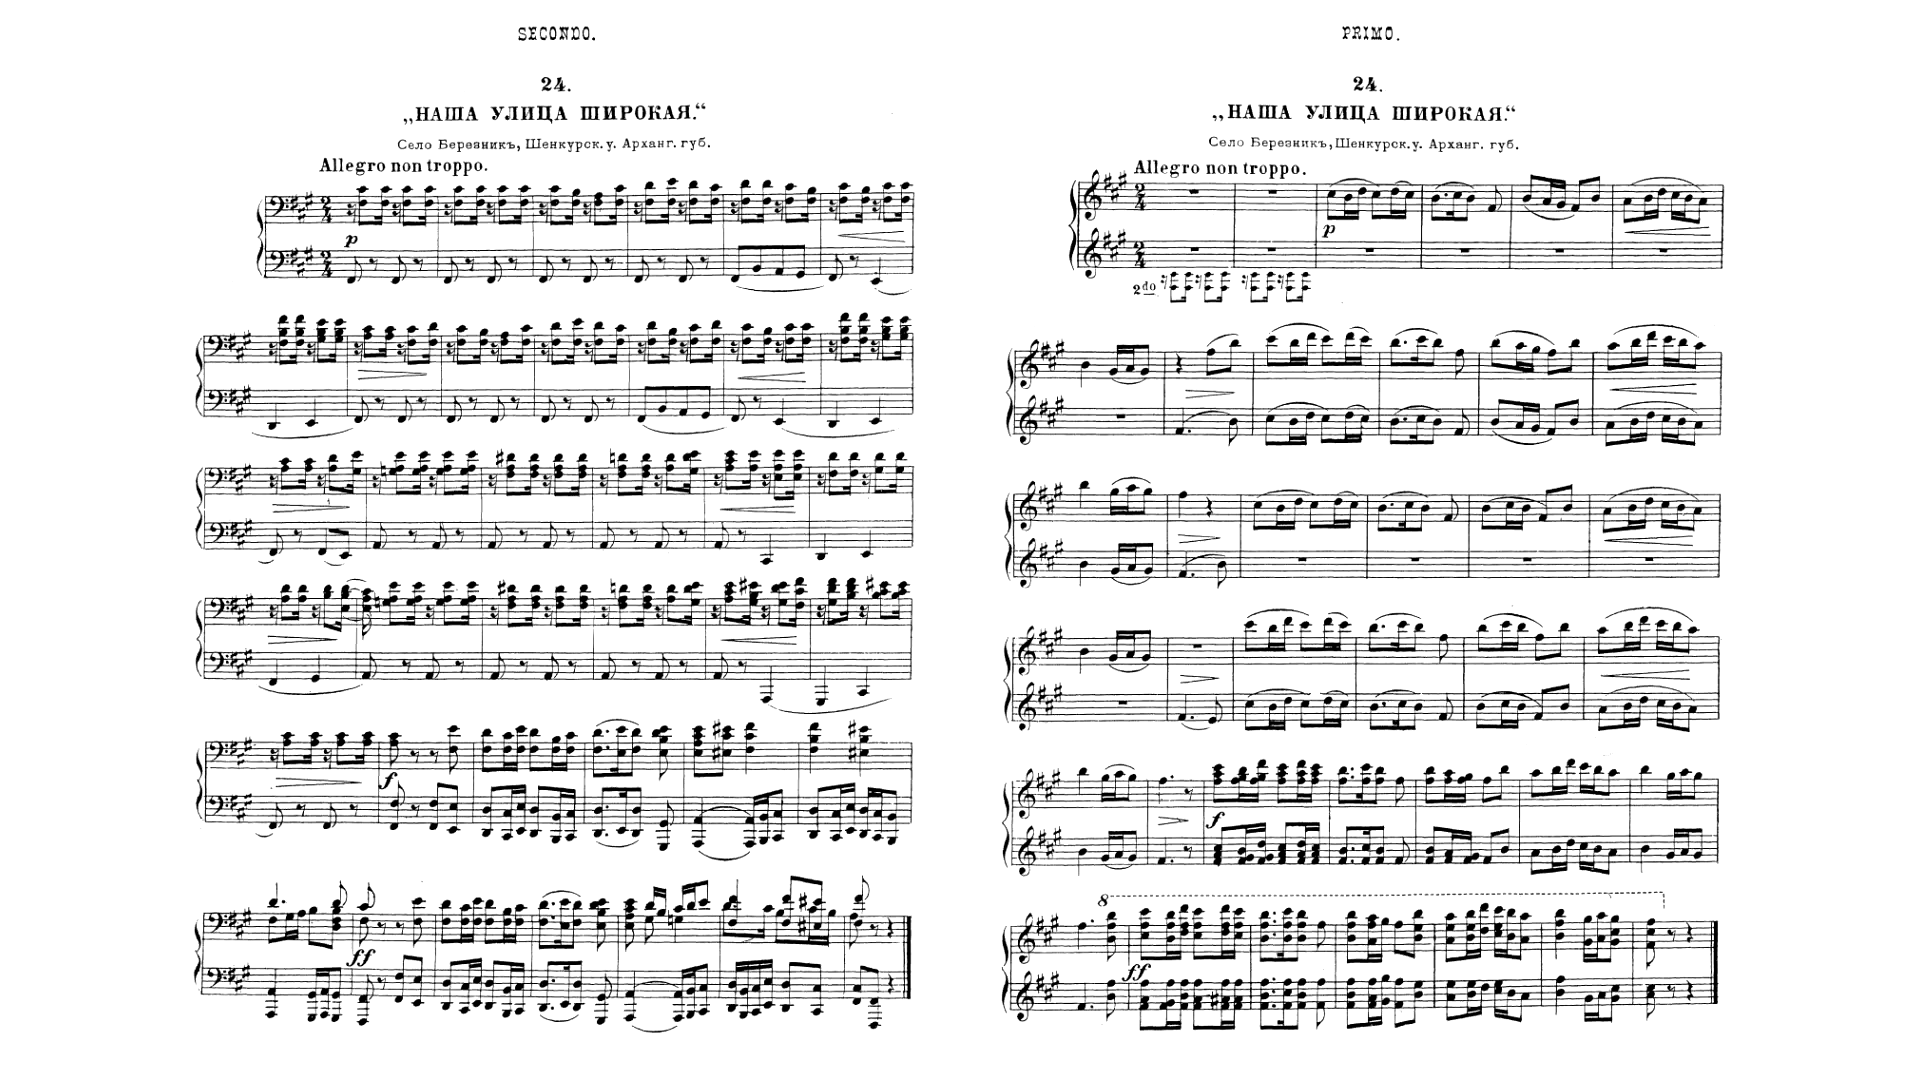 SECONDO.
24.
„НАША УЛИЦА ШИРОКАЯ.“
Село Березникъ, Шенкурск. у. Арханг. губ.
Allegro non troppo.
p
f
ff
PRIMO.
24.
„НАША УЛИЦА ШИРОКАЯ.“
Село Березникъ, Шенкурск. у. Арханг. губ.
Allegro non troppo.
p
2do
f
8
ff